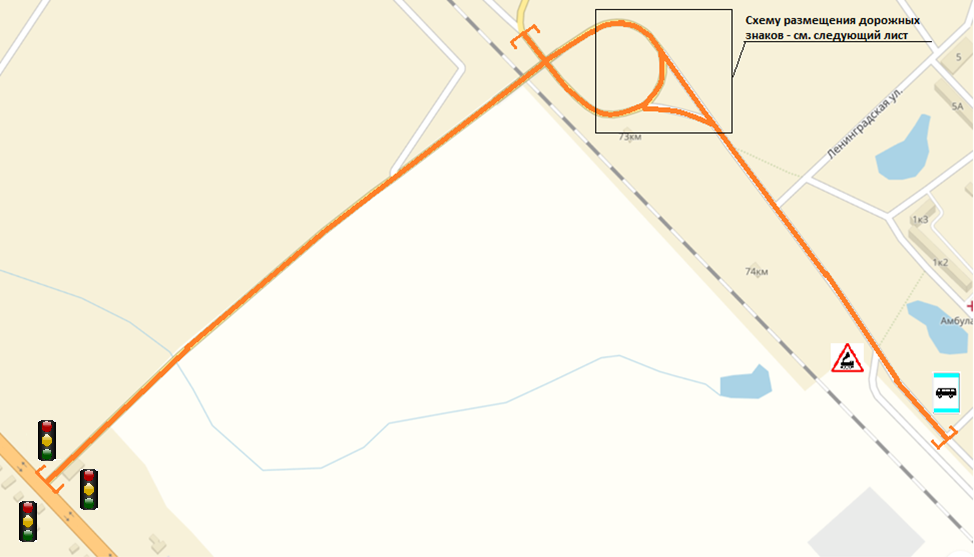 Схему размещения дорожных
знаков - см. следующий лист
5
5А
Ленинградская ул.
73км
1к3
1к2
74км
Амбула